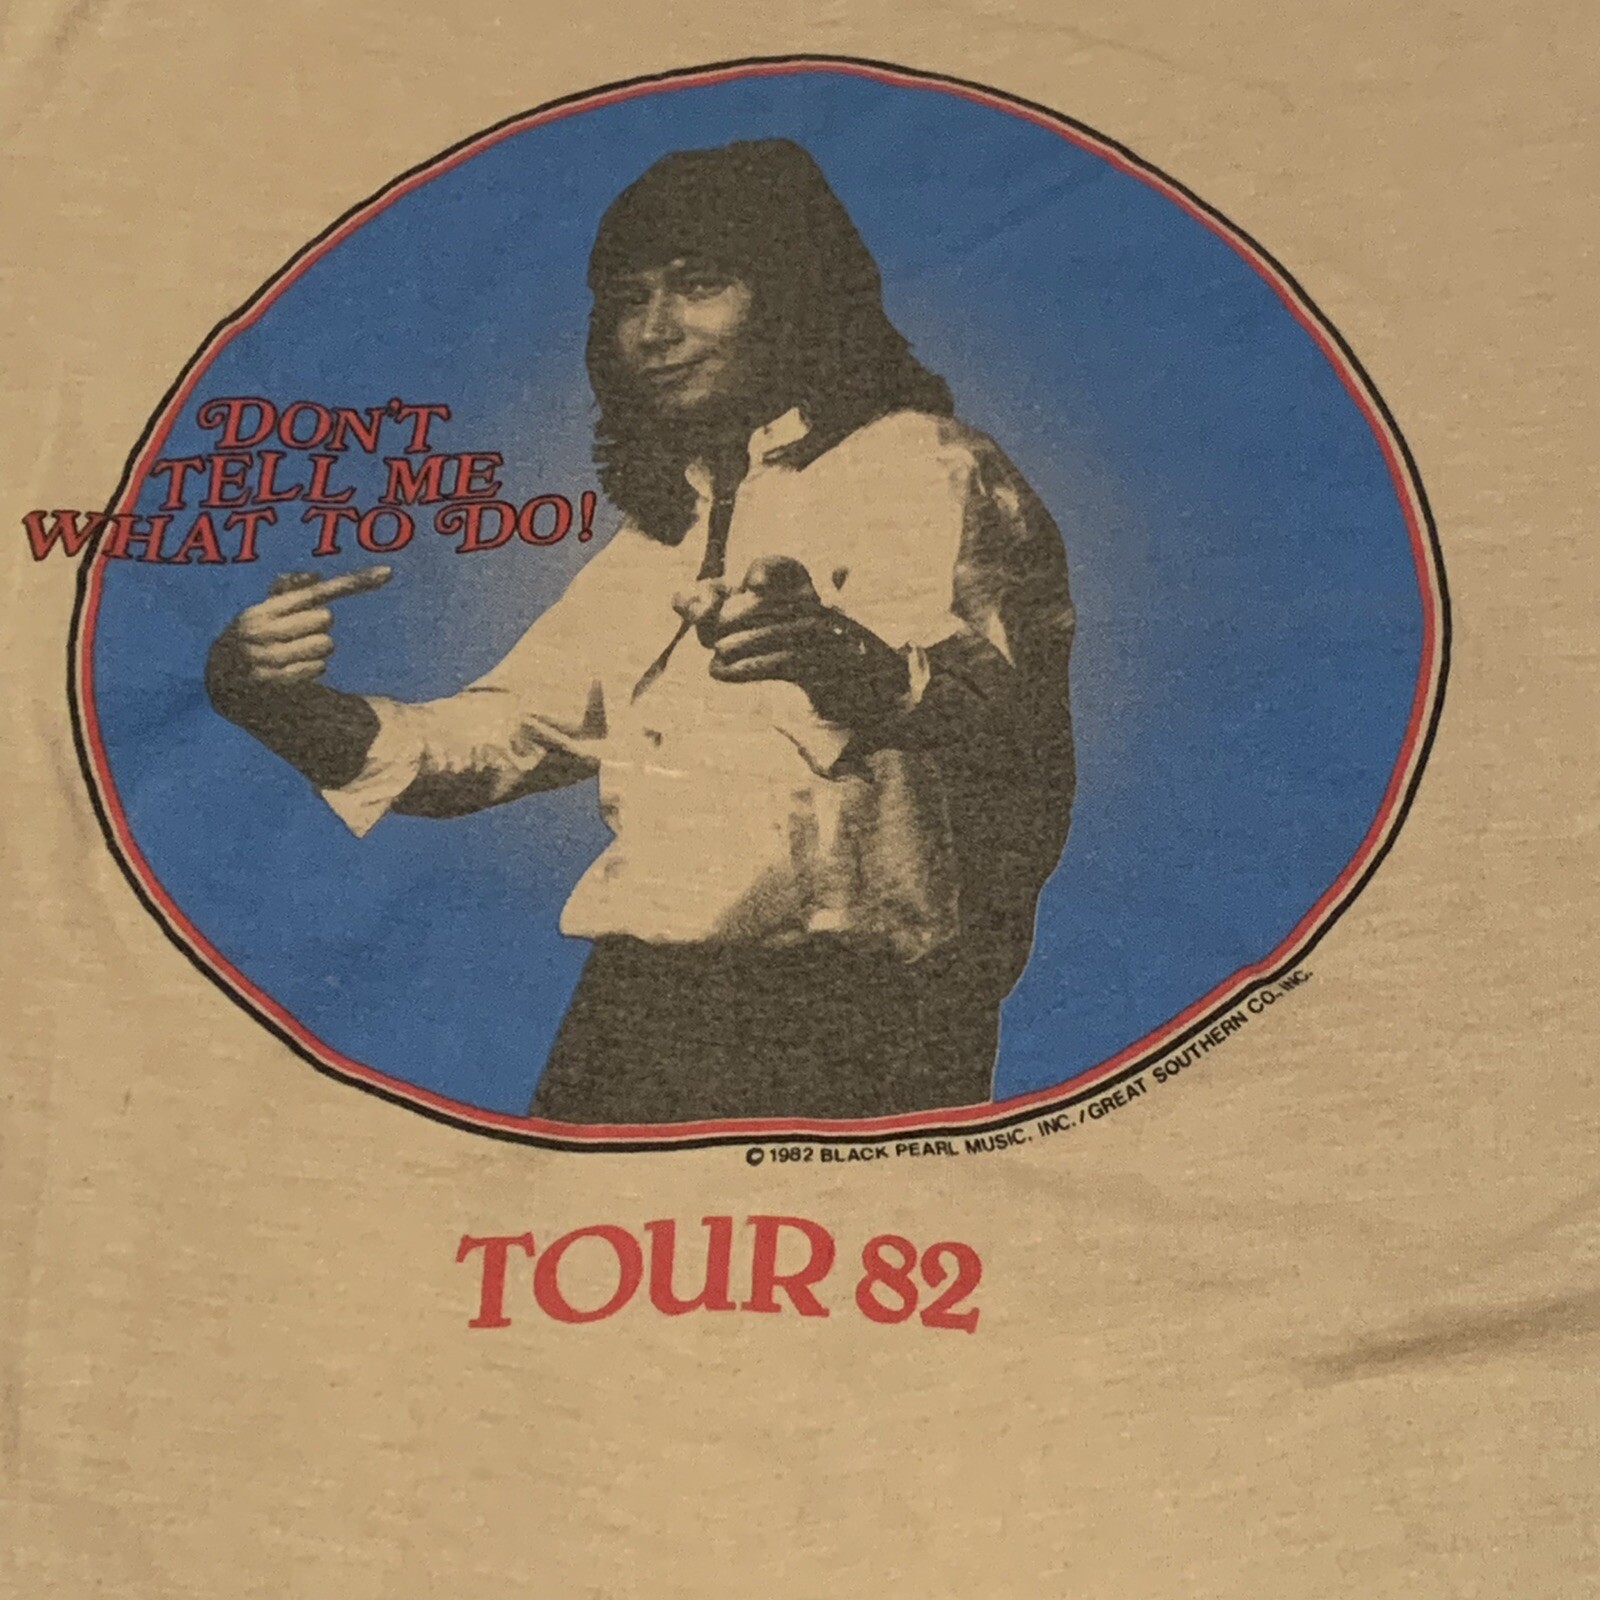 DON'T
TELL ME
WHAT TO DO!
© 1982 BLACK PEARL MUSIC, INC. / GREAT SOUTHERN CO., INC.
TOUR 82